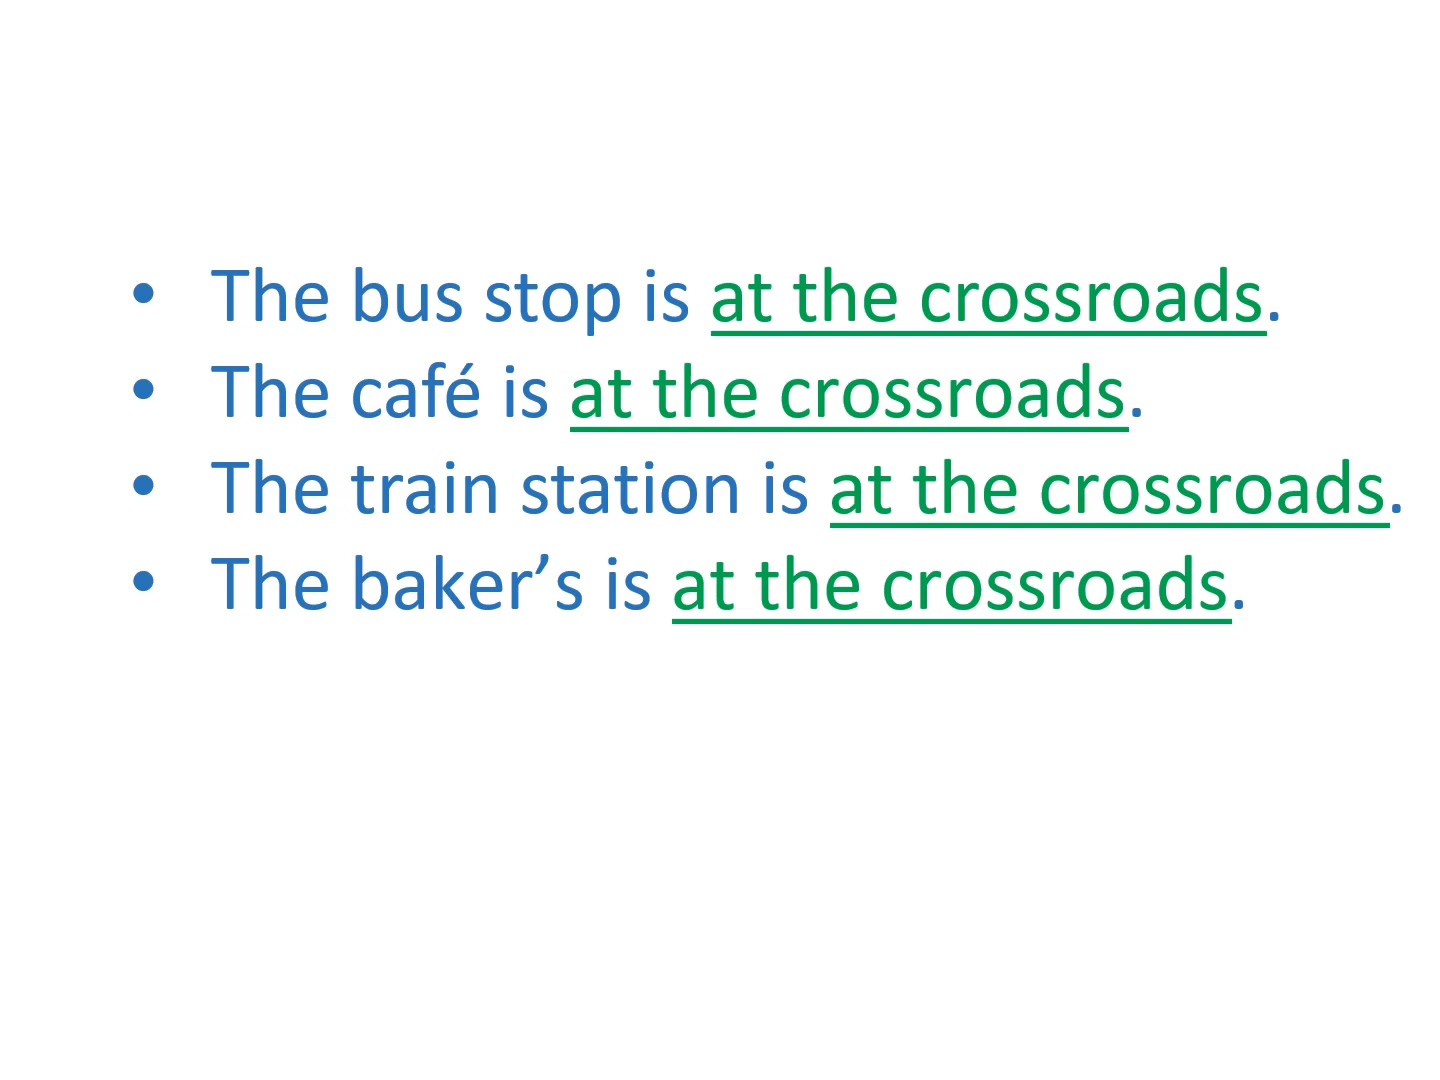 • The bus stop is at the crossroads.
• The café is at the crossroads.
• The train station is at the crossroads.
• The baker’s is at the crossroads.